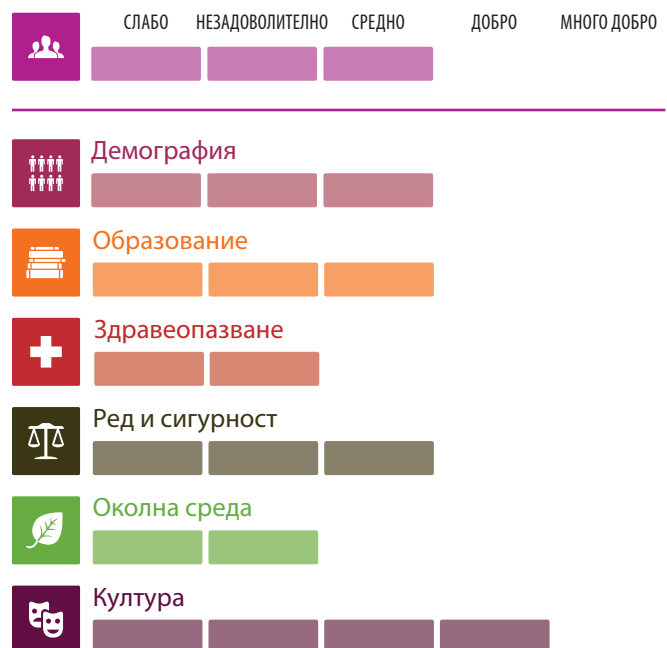 СЛАБО НЕЗАДОВОЛИТЕЛНО СРЕДНО ДОБРО МНОГО ДОБРО
Демография
Образование
Здравеопазване
Ред и сигурност
Околна среда
Култура